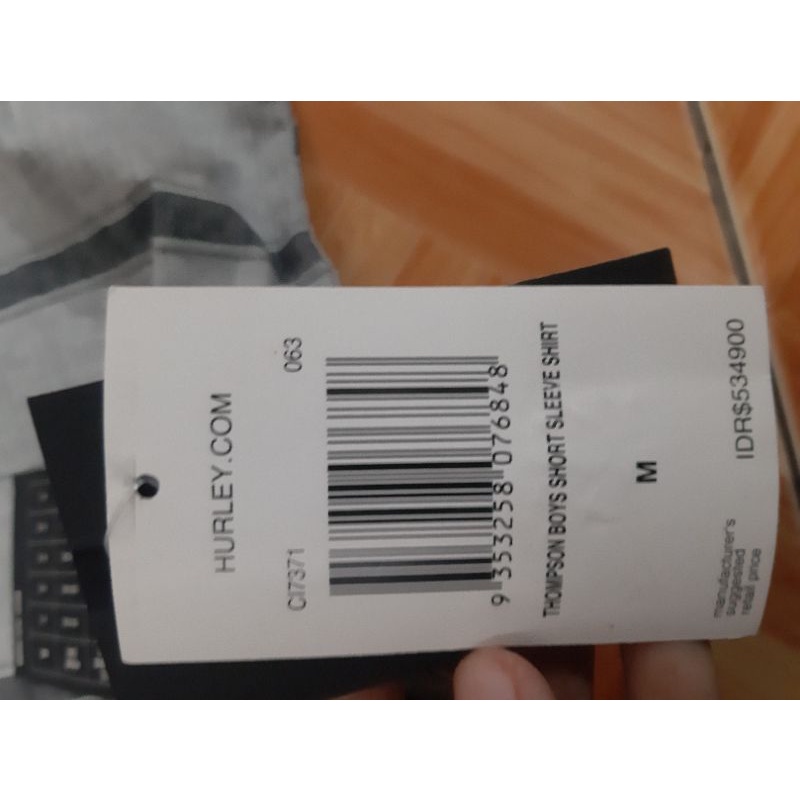 HURLEY.COM
CI7371 063
9 353258 076848
THOMPSON BOYS SHORT SLEEVE SHIRT
M
manufacturer's
suggested
retail price
IDR$534900